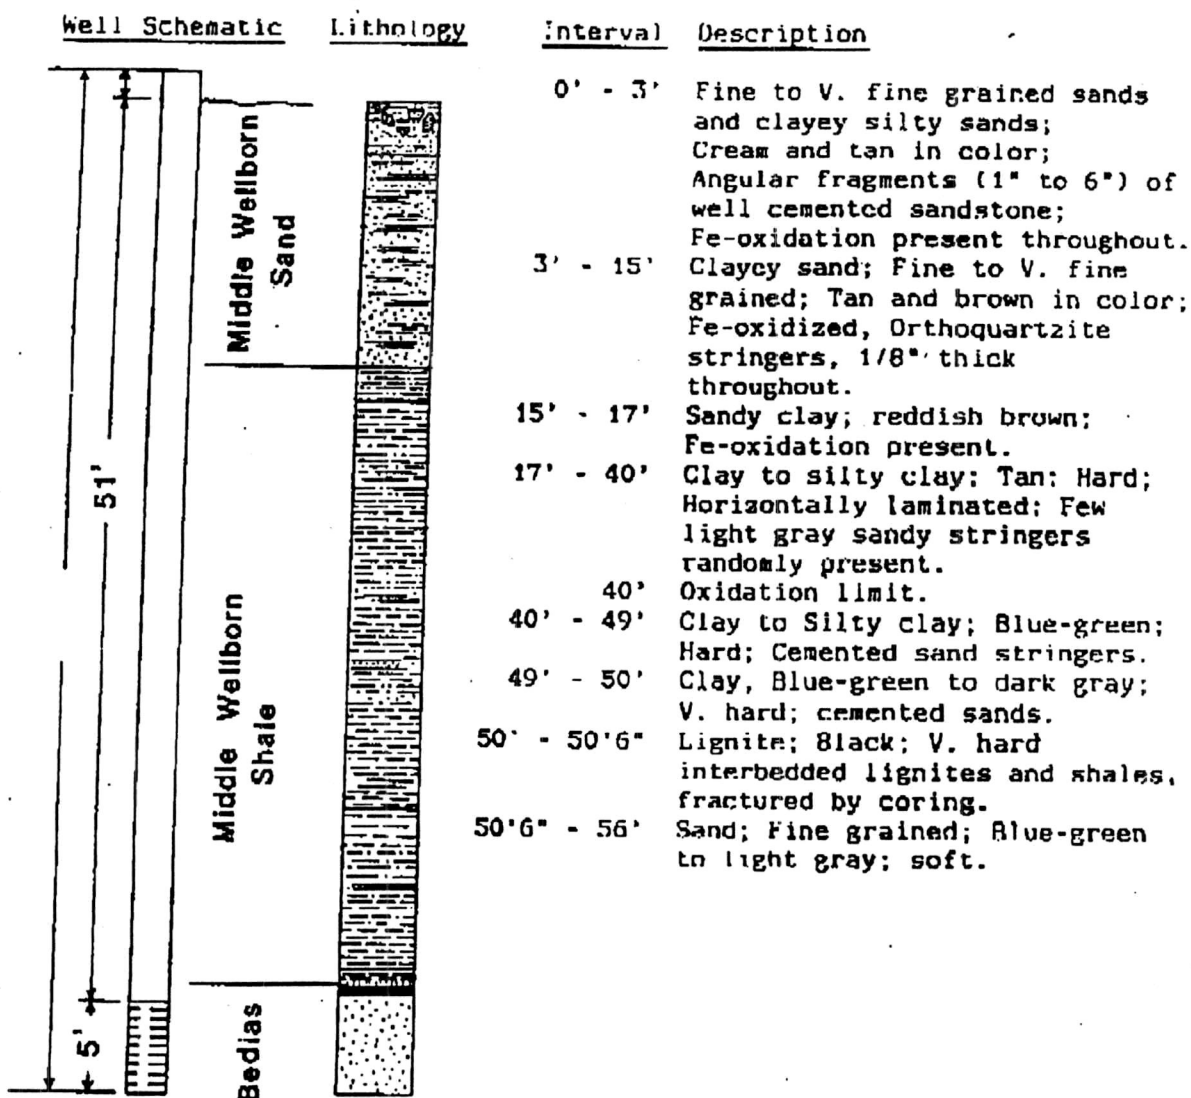 Well Schematic Lithology Interval Description
0' - 3' Fine to V. fine grained sands
and clayey silty sands;
Cream and tan in color;
Angular fragments (1" to 6") of
well cemented sandstone;
Fe-oxidation present throughout.
3' - 15' Clayey sand; Fine to V. fine
grained; Tan and brown in color;
Fe-oxidized, Orthoquartzite
stringers, 1/8" thick
throughout.
15' - 17' Sandy clay; reddish brown;
Fe-oxidation present.
17' - 40' Clay to silty clay; Tan; Hard;
Horizontally laminated; Few
light gray sandy stringers
randomly present.
40' Oxidation limit.
40' - 49' Clay to Silty clay; Blue-green;
Hard; Cemented sand stringers.
49' - 50' Clay, Blue-green to dark gray;
V. hard; cemented sands.
50' - 50'6" Lignite; Black; V. hard
interbedded lignites and shales,
fractured by coring.
50'6" - 56' Sand; Fine grained; Blue-green
to light gray; soft.
51'
5'
Middle Wellborn
Sand
Middle Wellborn
Shale
Bedias